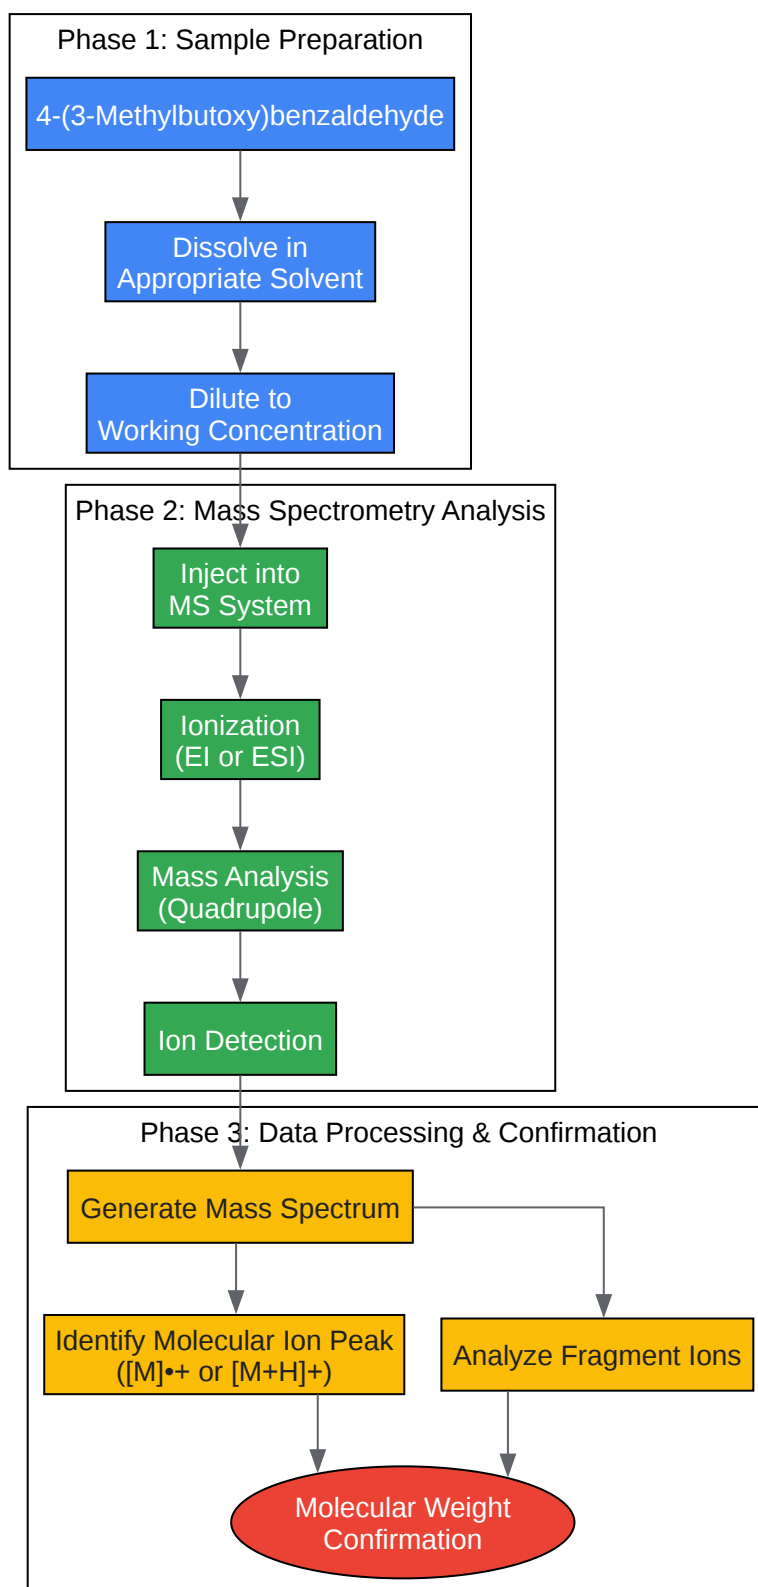 Phase 1: Sample Preparation
4-(3-Methylbutoxy)benzaldehyde
Dissolve in
Appropriate Solvent
Dilute to
Working Concentration
Phase 2: Mass Spectrometry Analysis
Inject into
MS System
Ionization
(EI or ESI)
Mass Analysis
(Quadrupole)
Ion Detection
Phase 3: Data Processing & Confirmation
Generate Mass Spectrum
Identify Molecular Ion Peak
([M]•+ or [M+H]+)
Analyze Fragment Ions
Molecular Weight
Confirmation